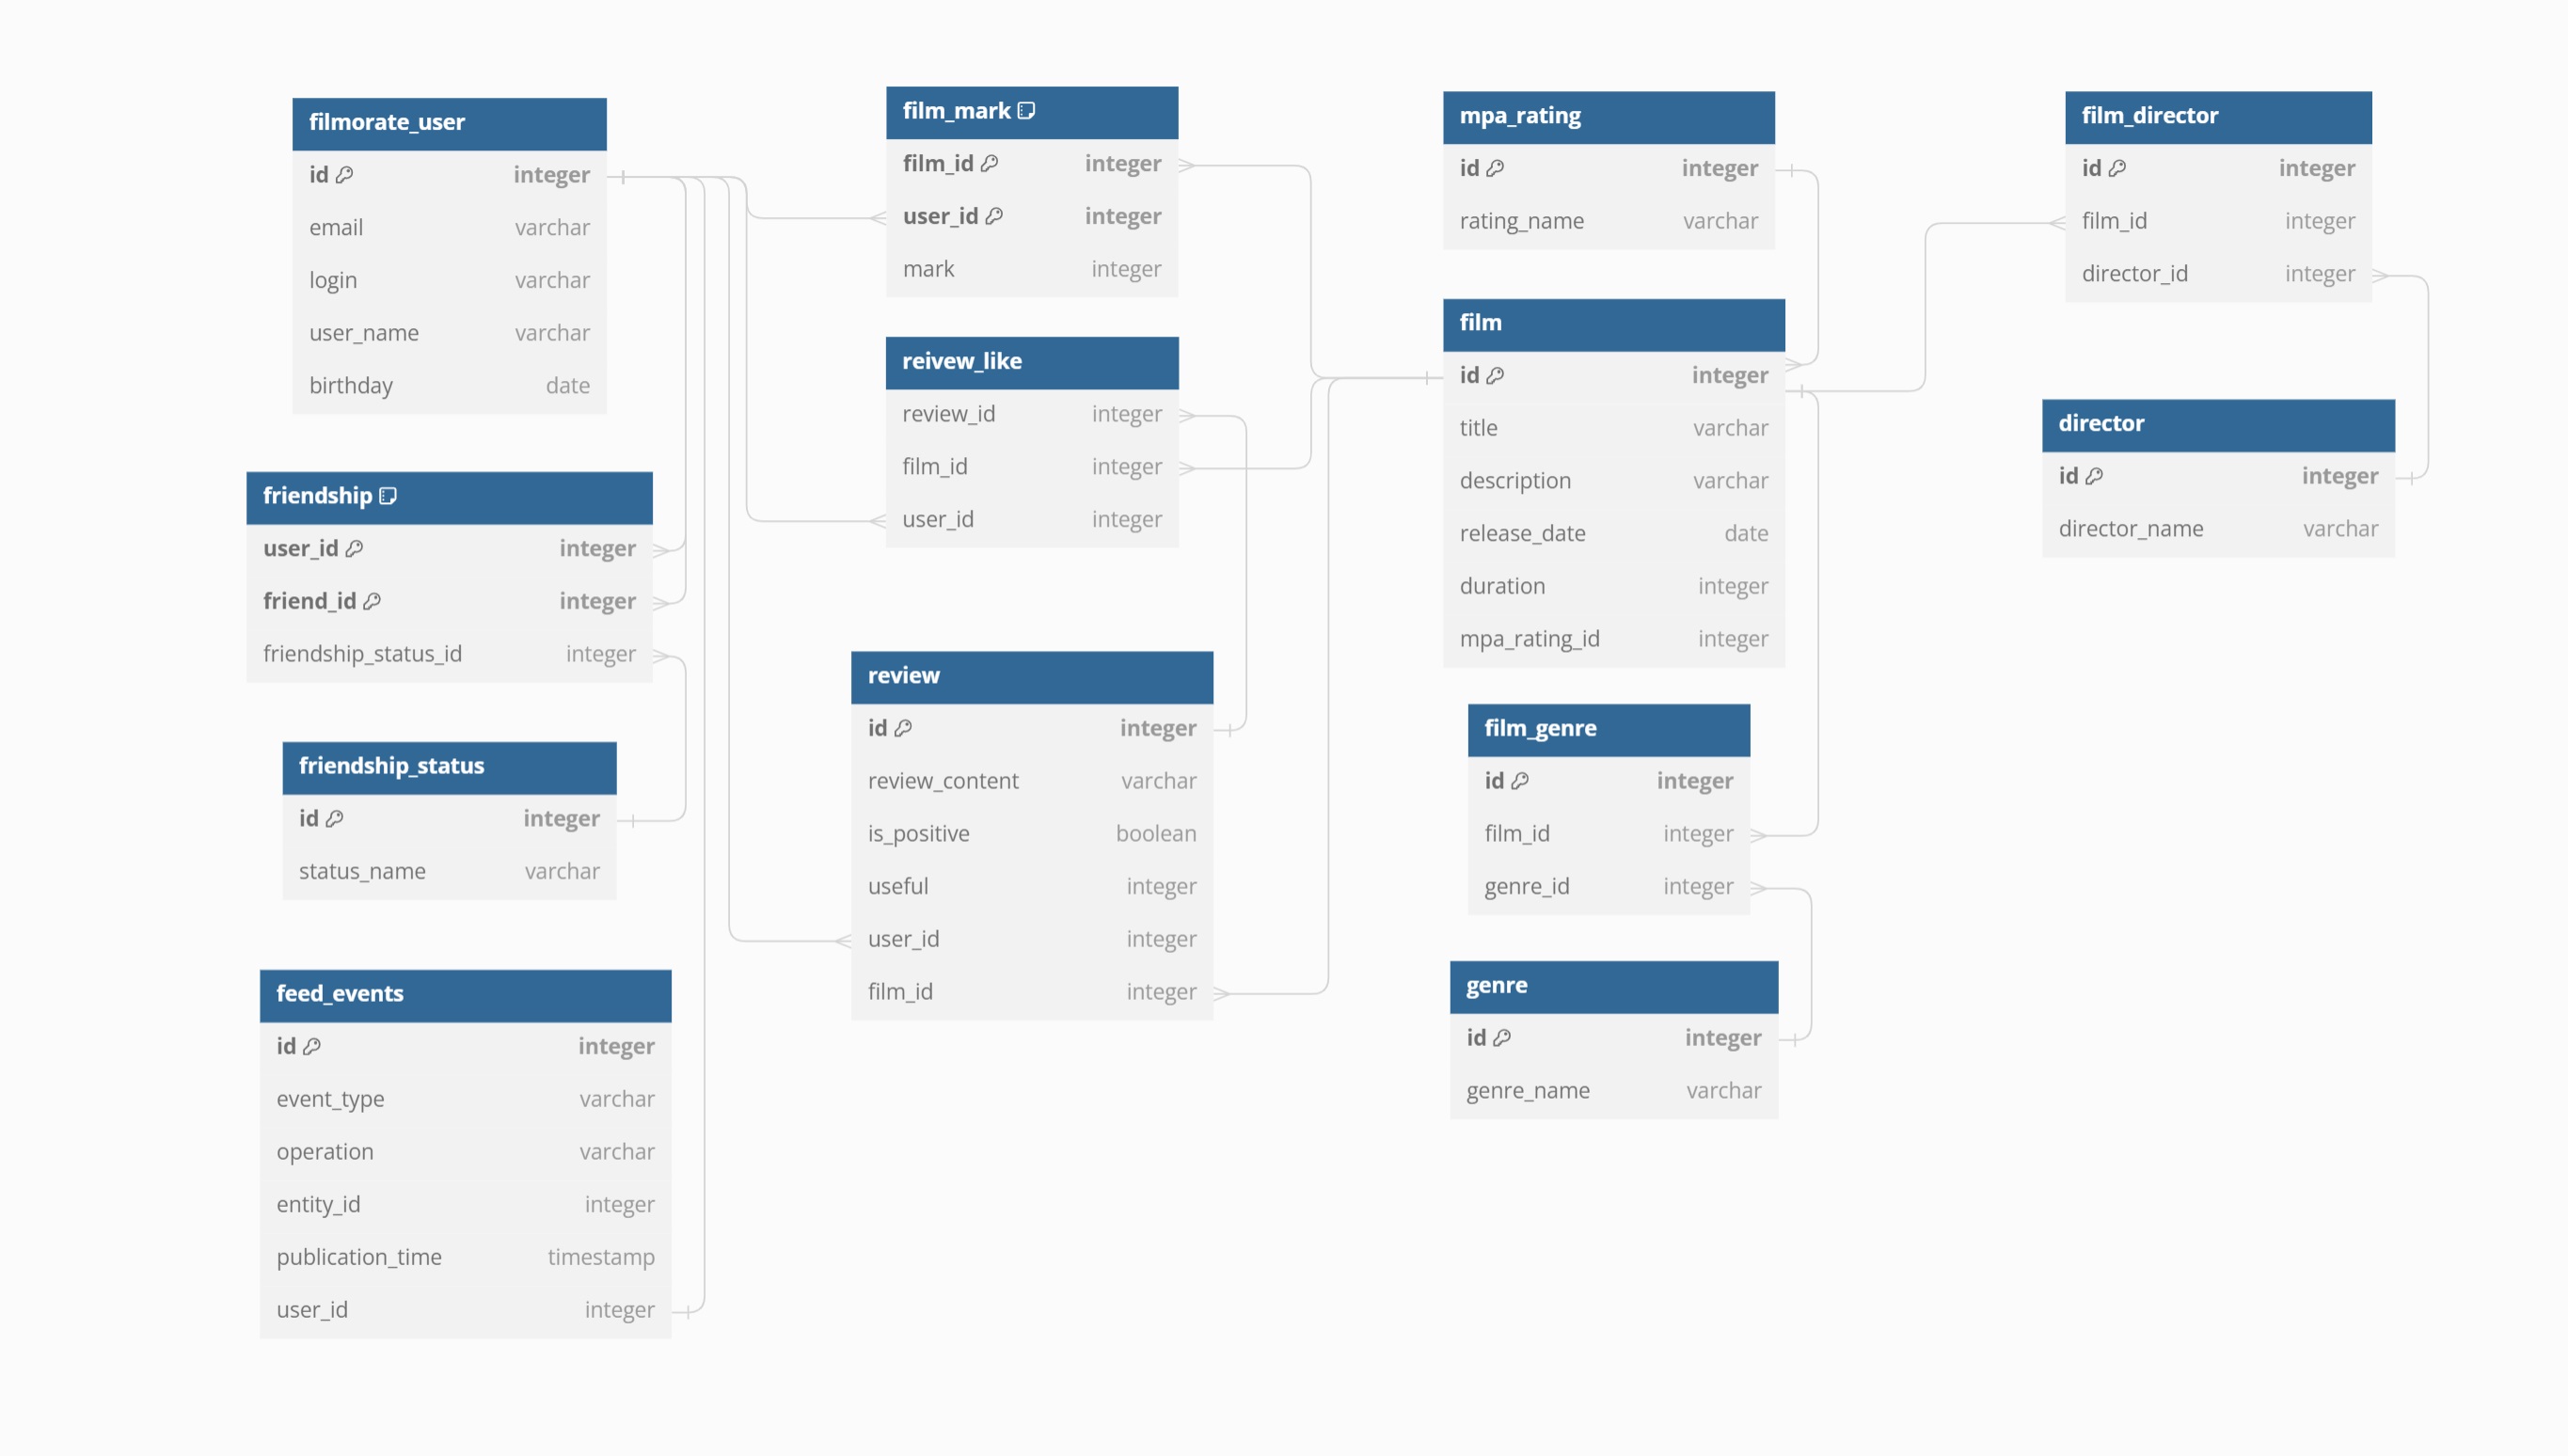 filmorate_user
id integer
email varchar
login varchar
user_name varchar
birthday date
friendship
user_id integer
friend_id integer
friendship_status_id integer
friendship_status
id integer
status_name varchar
feed_events
id integer
event_type varchar
operation varchar
entity_id integer
publication_time timestamp
user_id integer
film_mark
film_id integer
user_id integer
mark integer
reivew_like
review_id integer
film_id integer
user_id integer
review
id integer
review_content varchar
is_positive boolean
useful integer
user_id integer
film_id integer
mpa_rating
id integer
rating_name varchar
film
id integer
title varchar
description varchar
release_date date
duration integer
mpa_rating_id integer
film_genre
id integer
film_id integer
genre_id integer
genre
id integer
genre_name varchar
film_director
id integer
film_id integer
director_id integer
director
id integer
director_name varchar